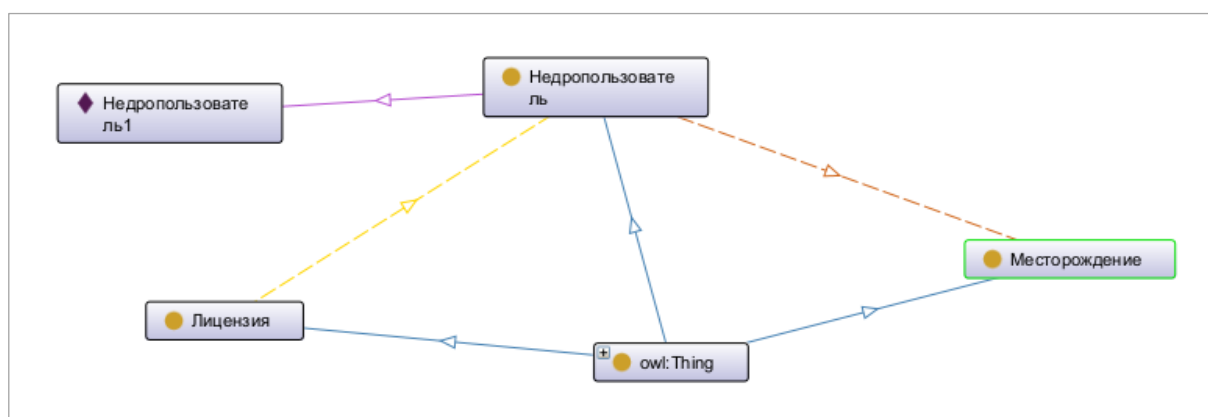 Недропользовате
ль
Недропользовате
ль1
Месторождение
Лицензия
owl:Thing